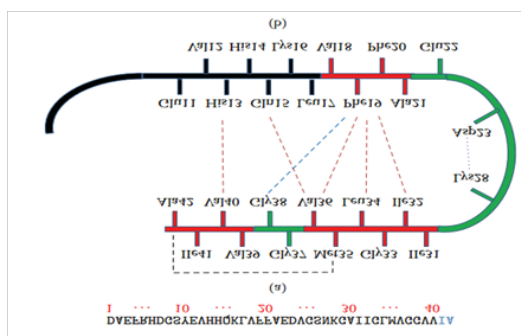 DAEFRHDGSYEVHHQKLVFFAEDVGSNKGAIIGLMVGGVVIA
1 ... 10 ... 20 ... 30 ... 40
(a)
Ile41 Val39 Gly37 Met35 Gly33 Ile31
Ala42 Val40 Gly38 Val36 Leu34 Ile32
Lys28
Asp23
Glu11 His13 Gln15 Leu17 Phe19 Ala21
Val12 His14 Lys16 Val18 Phe20 Glu22
(b)